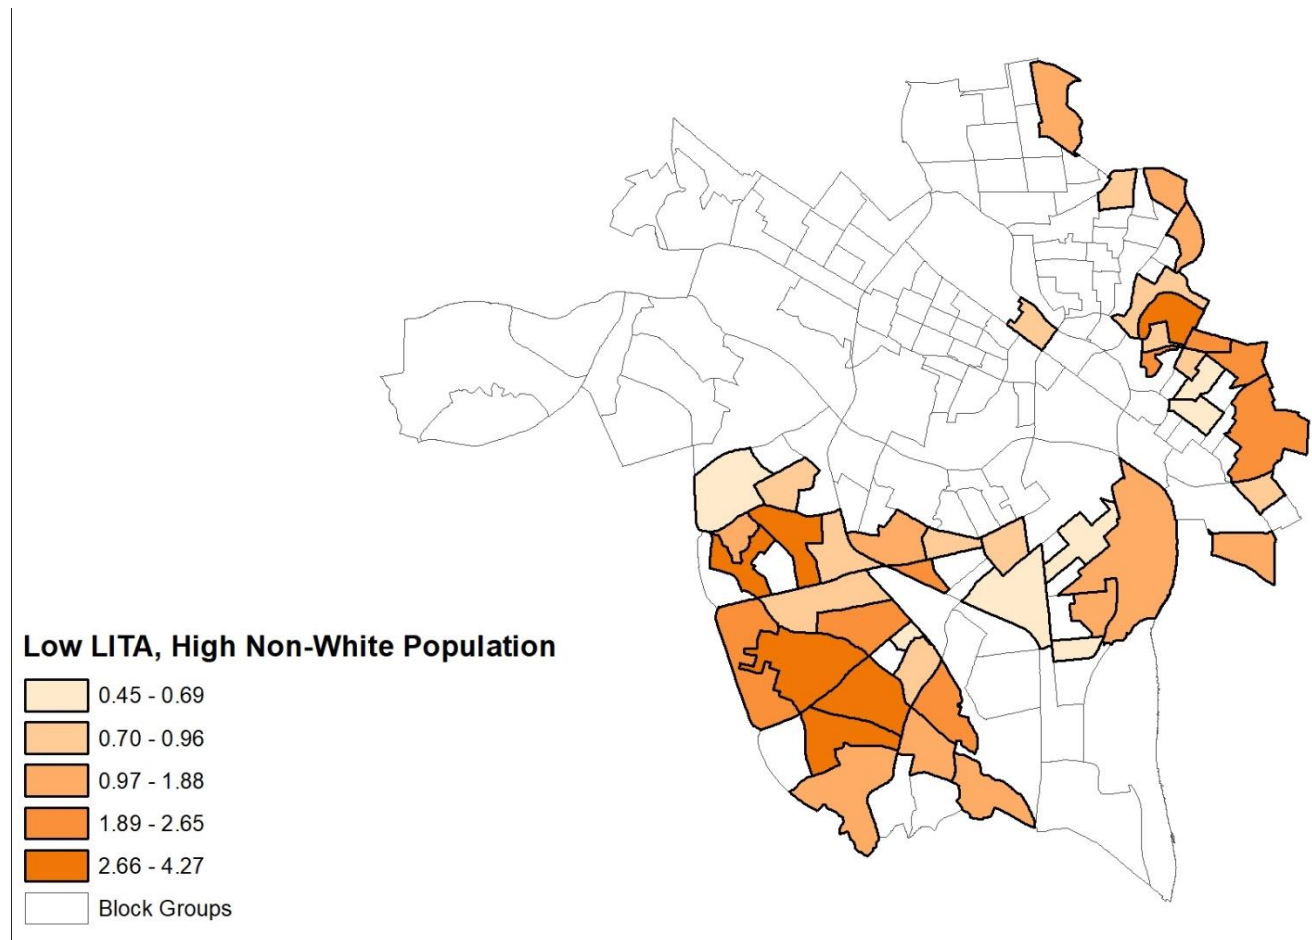 Low LITA, High Non-White Population
0.45 - 0.69
0.70 - 0.96
0.97 - 1.88
1.89 - 2.65
2.66 - 4.27
Block Groups